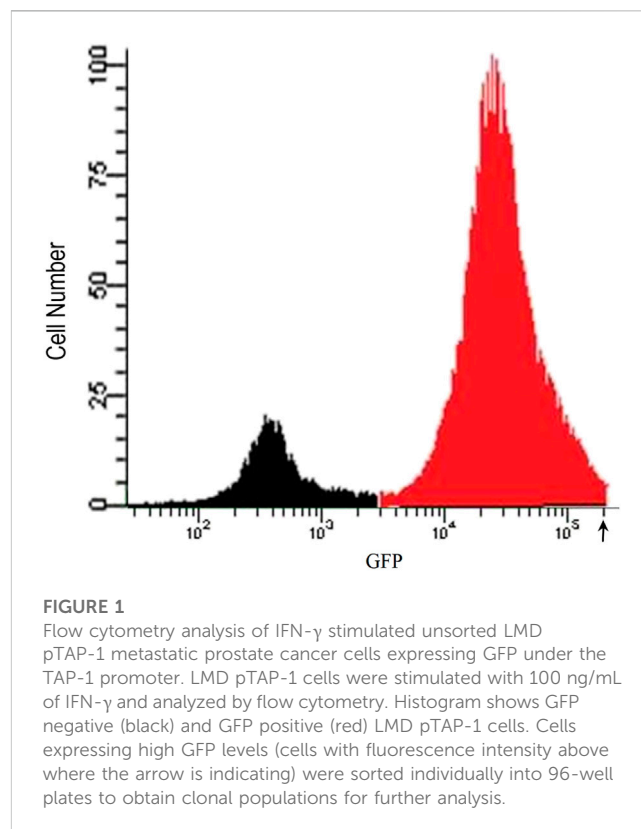 100
75
50
25
0
Cell Number
10² 10³ 10⁴ 10⁵
GFP
FIGURE 1
Flow cytometry analysis of IFN-γ stimulated unsorted LMD
pTAP-1 metastatic prostate cancer cells expressing GFP under the
TAP-1 promoter. LMD pTAP-1 cells were stimulated with 100 ng/mL
of IFN-γ and analyzed by flow cytometry. Histogram shows GFP
negative (black) and GFP positive (red) LMD pTAP-1 cells. Cells
expressing high GFP levels (cells with fluorescence intensity above
where the arrow is indicating) were sorted individually into 96-well
plates to obtain clonal populations for further analysis.